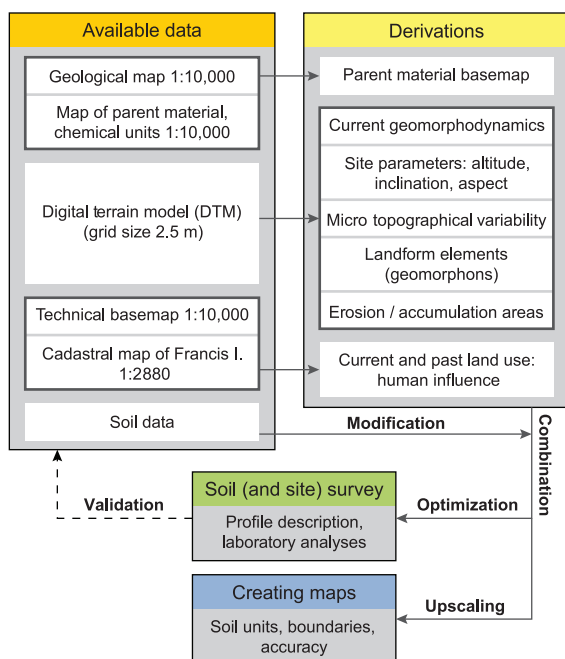 Available data
Geological map 1:10,000
Map of parent material,
chemical units 1:10,000
Digital terrain model (DTM)
(grid size 2.5 m)
Technical basemap 1:10,000
Cadastral map of Francis I.
1:2880
Soil data
Derivations
Parent material basemap
Current geomorphodynamics
Site parameters: altitude,
inclination, aspect
Micro topographical variability
Landform elements
(geomorphons)
Erosion / accumulation areas
Current and past land use:
human influence
Modification
Combination
Validation
Soil (and site) survey
Profile description,
laboratory analyses
Optimization
Creating maps
Soil units, boundaries,
accuracy
Upscaling